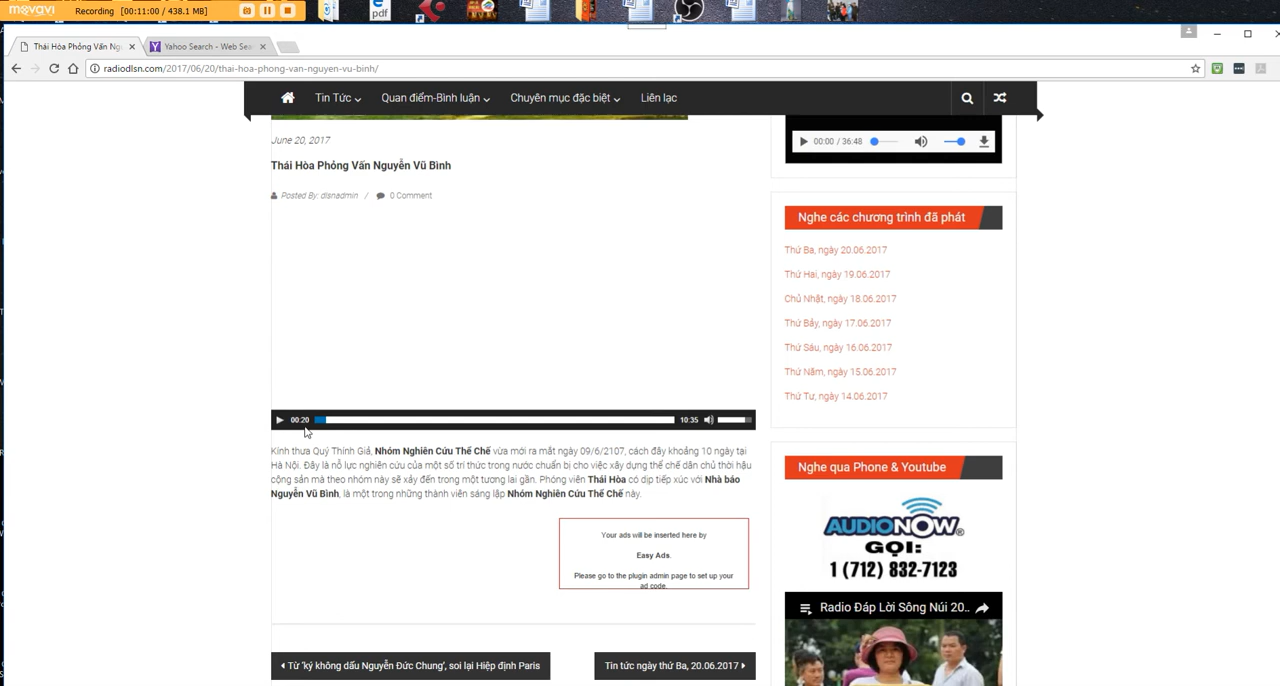 movavi Recording [00:11:00 / 438.1 MB]
pdf
Thái Hòa Phỏng Vấn Ng
Yahoo Search - Web Sea
radiodlsn.com/2017/06/20/thai-hoa-phong-van-nguyen-vu-binh/
Tin Tức Quan điểm-Bình luận Chuyên mục đặc biệt Liên lạc
June 20, 2017
Thái Hòa Phỏng Vấn Nguyễn Vũ Bình
Posted By: dlsnadmin / 0 Comment
00:20 10:35
Kính thưa Quý Thính Giả, Nhóm Nghiên Cứu Thể Chế vừa mới ra mắt ngày 09/6/2107, cách đây khoảng 10 ngày tại
Hà Nội. Đây là nỗ lực nghiên cứu của một số trí thức trong nước chuẩn bị cho việc xây dựng thể chế dân chủ thời hậu
cộng sản mà theo nhóm này sẽ xảy đến trong một tương lai gần. Phóng viên Thái Hòa có dịp tiếp xúc với Nhà báo
Nguyễn Vũ Bình, là một trong những thành viên sáng lập Nhóm Nghiên Cứu Thể Chế này.
Your ads will be inserted here by
Easy Ads.
Please go to the plugin admin page to set up your
ad code.
Từ 'ký không dấu Nguyễn Đức Chung', soi lại Hiệp định Paris
Tin tức ngày thứ Ba, 20.06.2017
00:00 / 36:48
Nghe các chương trình đã phát
Thứ Ba, ngày 20.06.2017
Thứ Hai, ngày 19.06.2017
Chủ Nhật, ngày 18.06.2017
Thứ Bảy, ngày 17.06.2017
Thứ Sáu, ngày 16.06.2017
Thứ Năm, ngày 15.06.2017
Thứ Tư, ngày 14.06.2017
Nghe qua Phone & Youtube
AUDIONOW
GỌI:
1 (712) 832-7123
Radio Đáp Lời Sông Núi 20..